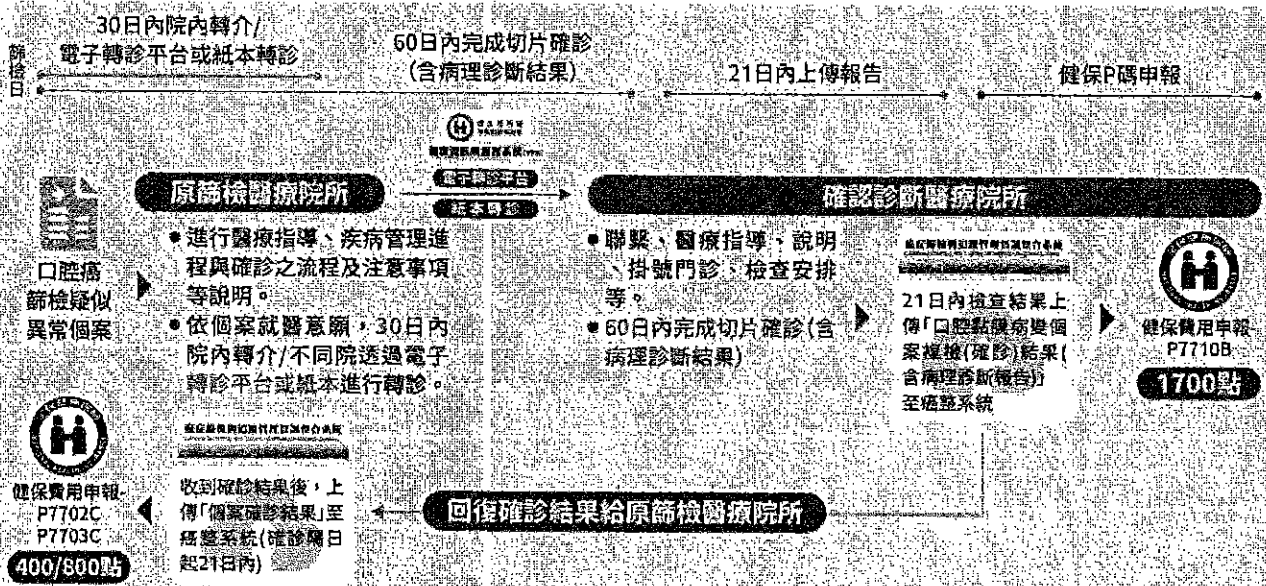 篩檢日
30日內院內轉介/
電子轉診平台或紙本轉診
60日內完成切片確診
(含病理診斷結果)
21日內上傳報告
健保P碼申報
電子轉診平台
紙本轉診
口腔癌
篩檢疑似
異常個案
原篩檢醫療院所
●進行醫療指導、疾病管理進
程與確診之流程及注意事項
等說明。
●依個案就醫意願，30日內
院內轉介/不同院透過電子
轉診平台或紙本進行轉診。
確認診斷醫療院所
●聯繫、醫療指導、說明
、掛號門診、檢查安排
等。
●60日內完成切片確診(含
病理診斷結果)
21日內檢查結果上
傳「口腔黏膜病變個
案複檢(確診)結果(
含病理診斷報告)」
至癌整系統
健保費用申報-
P7710B
1700點
回復確診結果給原篩檢醫療院所
收到確診結果後，上
傳「個案確診結果」至
癌整系統(確診隔日
起21日內)
健保費用申報-
P7702C
P7703C
400/800點